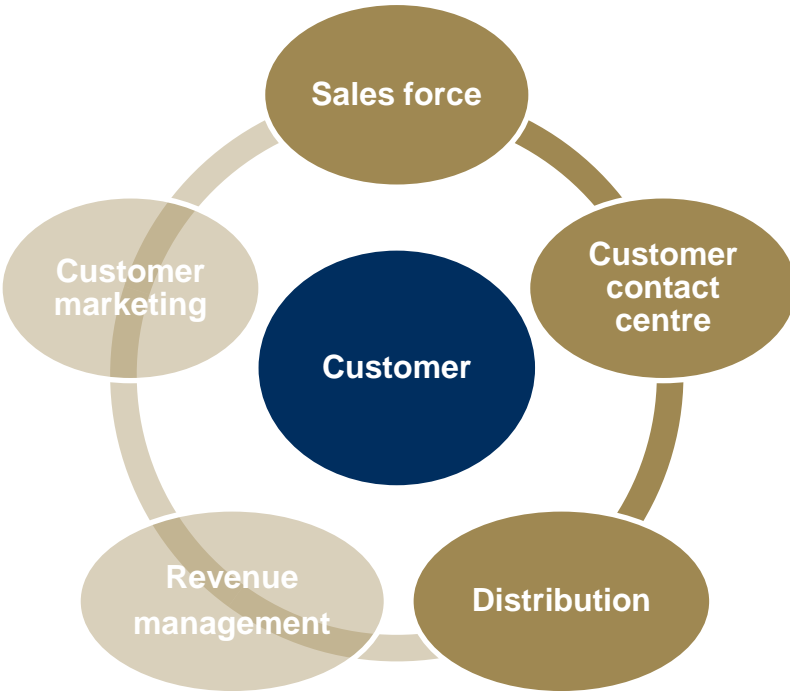 Sales force
Customer
contact
centre
Distribution
Revenue
management
Customer
marketing
Customer